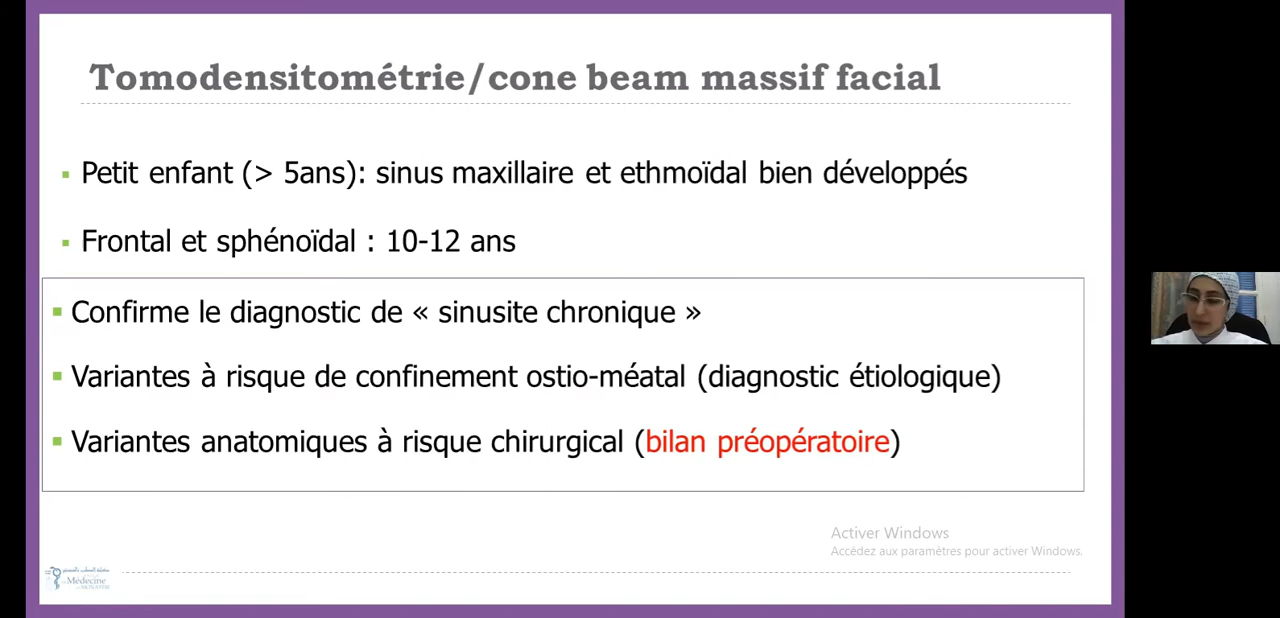 Tomodensitométrie/cone beam massif facial
▪ Petit enfant (> 5ans): sinus maxillaire et ethmoïdal bien développés
▪ Frontal et sphénoïdal : 10-12 ans
▪ Confirme le diagnostic de « sinusite chronique »
▪ Variantes à risque de confinement ostio-méatal (diagnostic étiologique)
▪ Variantes anatomiques à risque chirurgical (bilan préopératoire)
Activer Windows
Accédez aux paramètres pour activer Windows.
Médecine